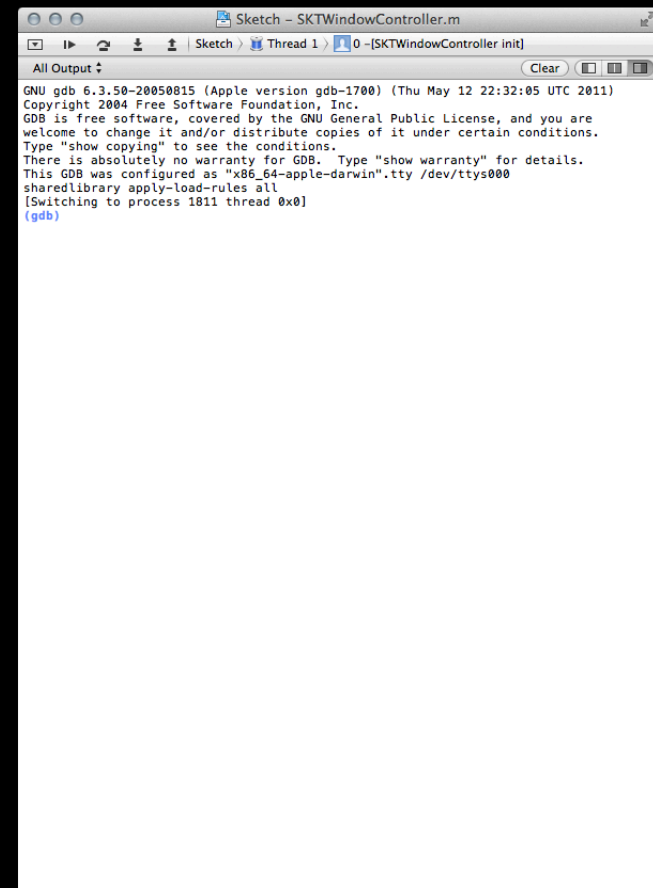 Sketch – SKTWindowController.m
Sketch Thread 1 0 -[SKTWindowController init]
All Output Clear
GNU gdb 6.3.50-20050815 (Apple version gdb-1700) (Thu May 12 22:32:05 UTC 2011)
Copyright 2004 Free Software Foundation, Inc.
GDB is free software, covered by the GNU General Public License, and you are
welcome to change it and/or distribute copies of it under certain conditions.
Type "show copying" to see the conditions.
There is absolutely no warranty for GDB.  Type "show warranty" for details.
This GDB was configured as "x86_64-apple-darwin".tty /dev/ttys000
sharedlibrary apply-load-rules all
[Switching to process 1811 thread 0x0]
(gdb)